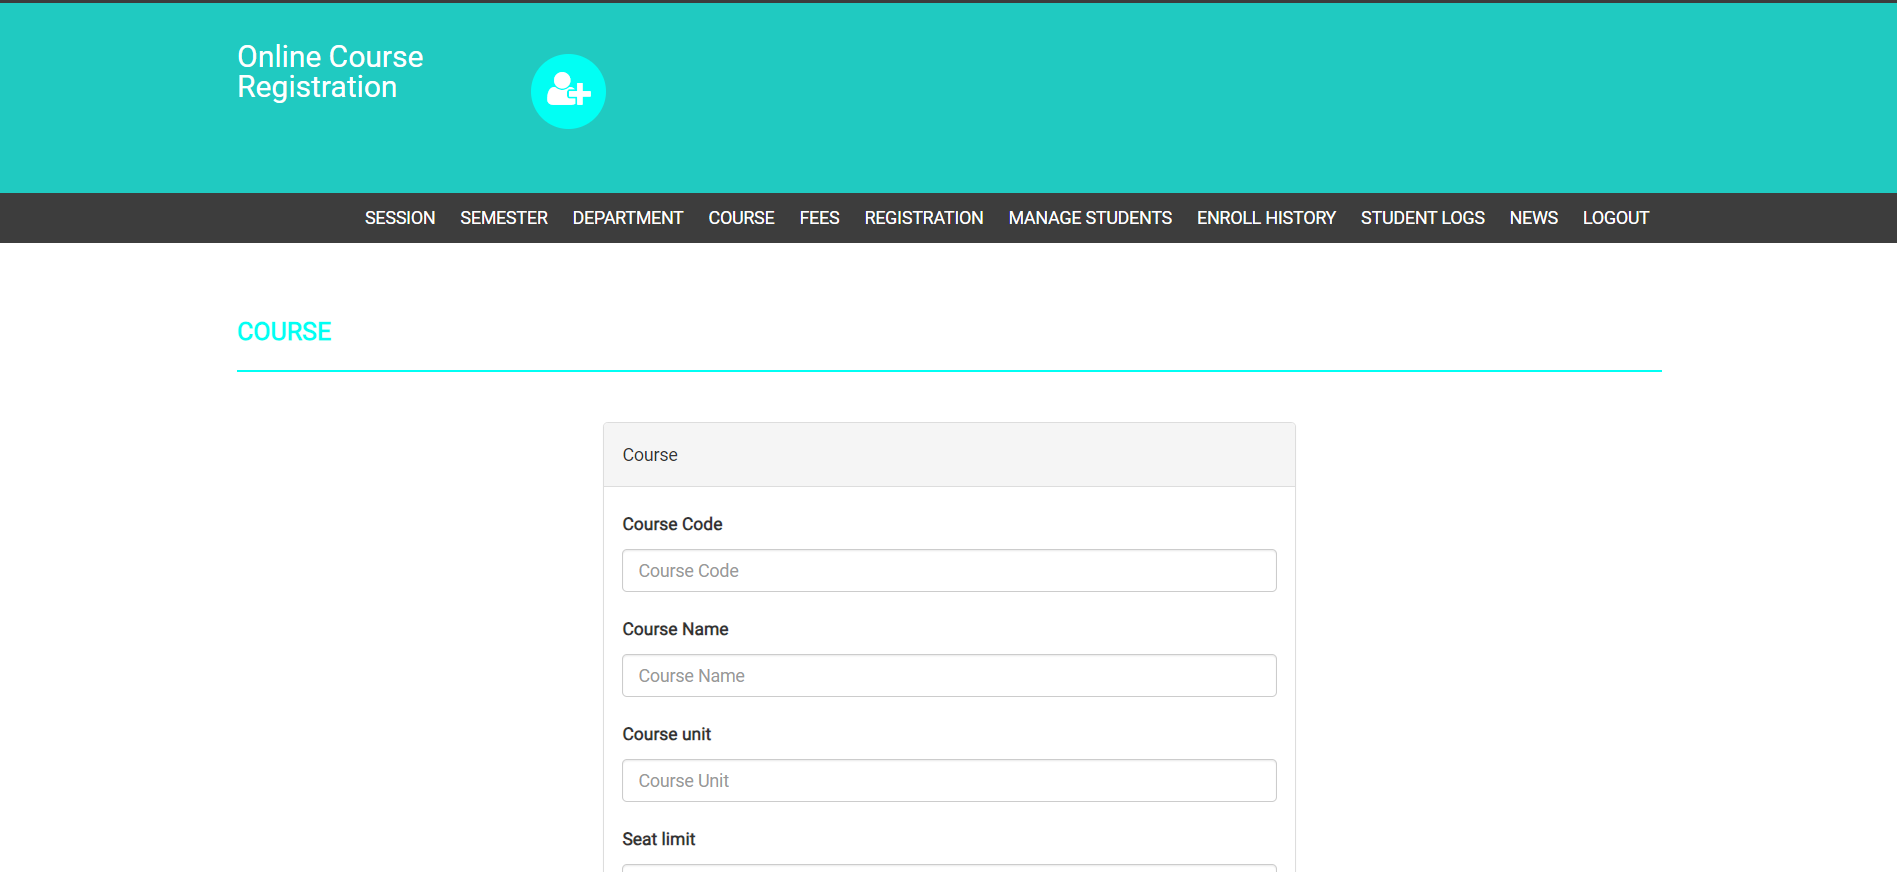 Online Course
Registration
SESSION SEMESTER DEPARTMENT COURSE FEES REGISTRATION MANAGE STUDENTS ENROLL HISTORY STUDENT LOGS NEWS LOGOUT
COURSE
Course
Course Code
Course Code
Course Name
Course Name
Course unit
Course Unit
Seat limit